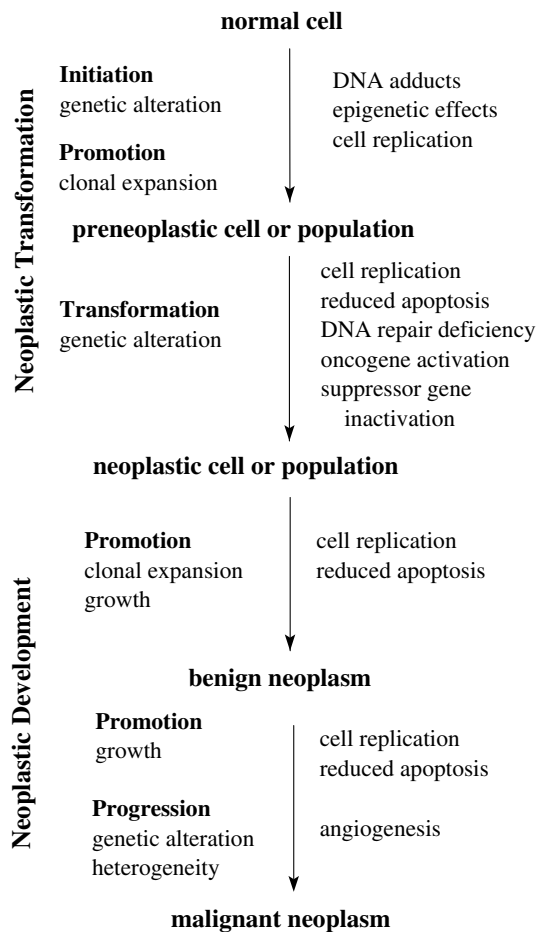 normal cell
Initiation
genetic alteration
Promotion
clonal expansion
DNA adducts
epigenetic effects
cell replication
Neoplastic Transformation
preneoplastic cell or population
Transformation
genetic alteration
cell replication
reduced apoptosis
DNA repair deficiency
oncogene activation
suppressor gene
inactivation
neoplastic cell or population
Promotion
clonal expansion
growth
cell replication
reduced apoptosis
Neoplastic Development
benign neoplasm
Promotion
growth
cell replication
reduced apoptosis
Progression
genetic alteration
heterogeneity
angiogenesis
malignant neoplasm